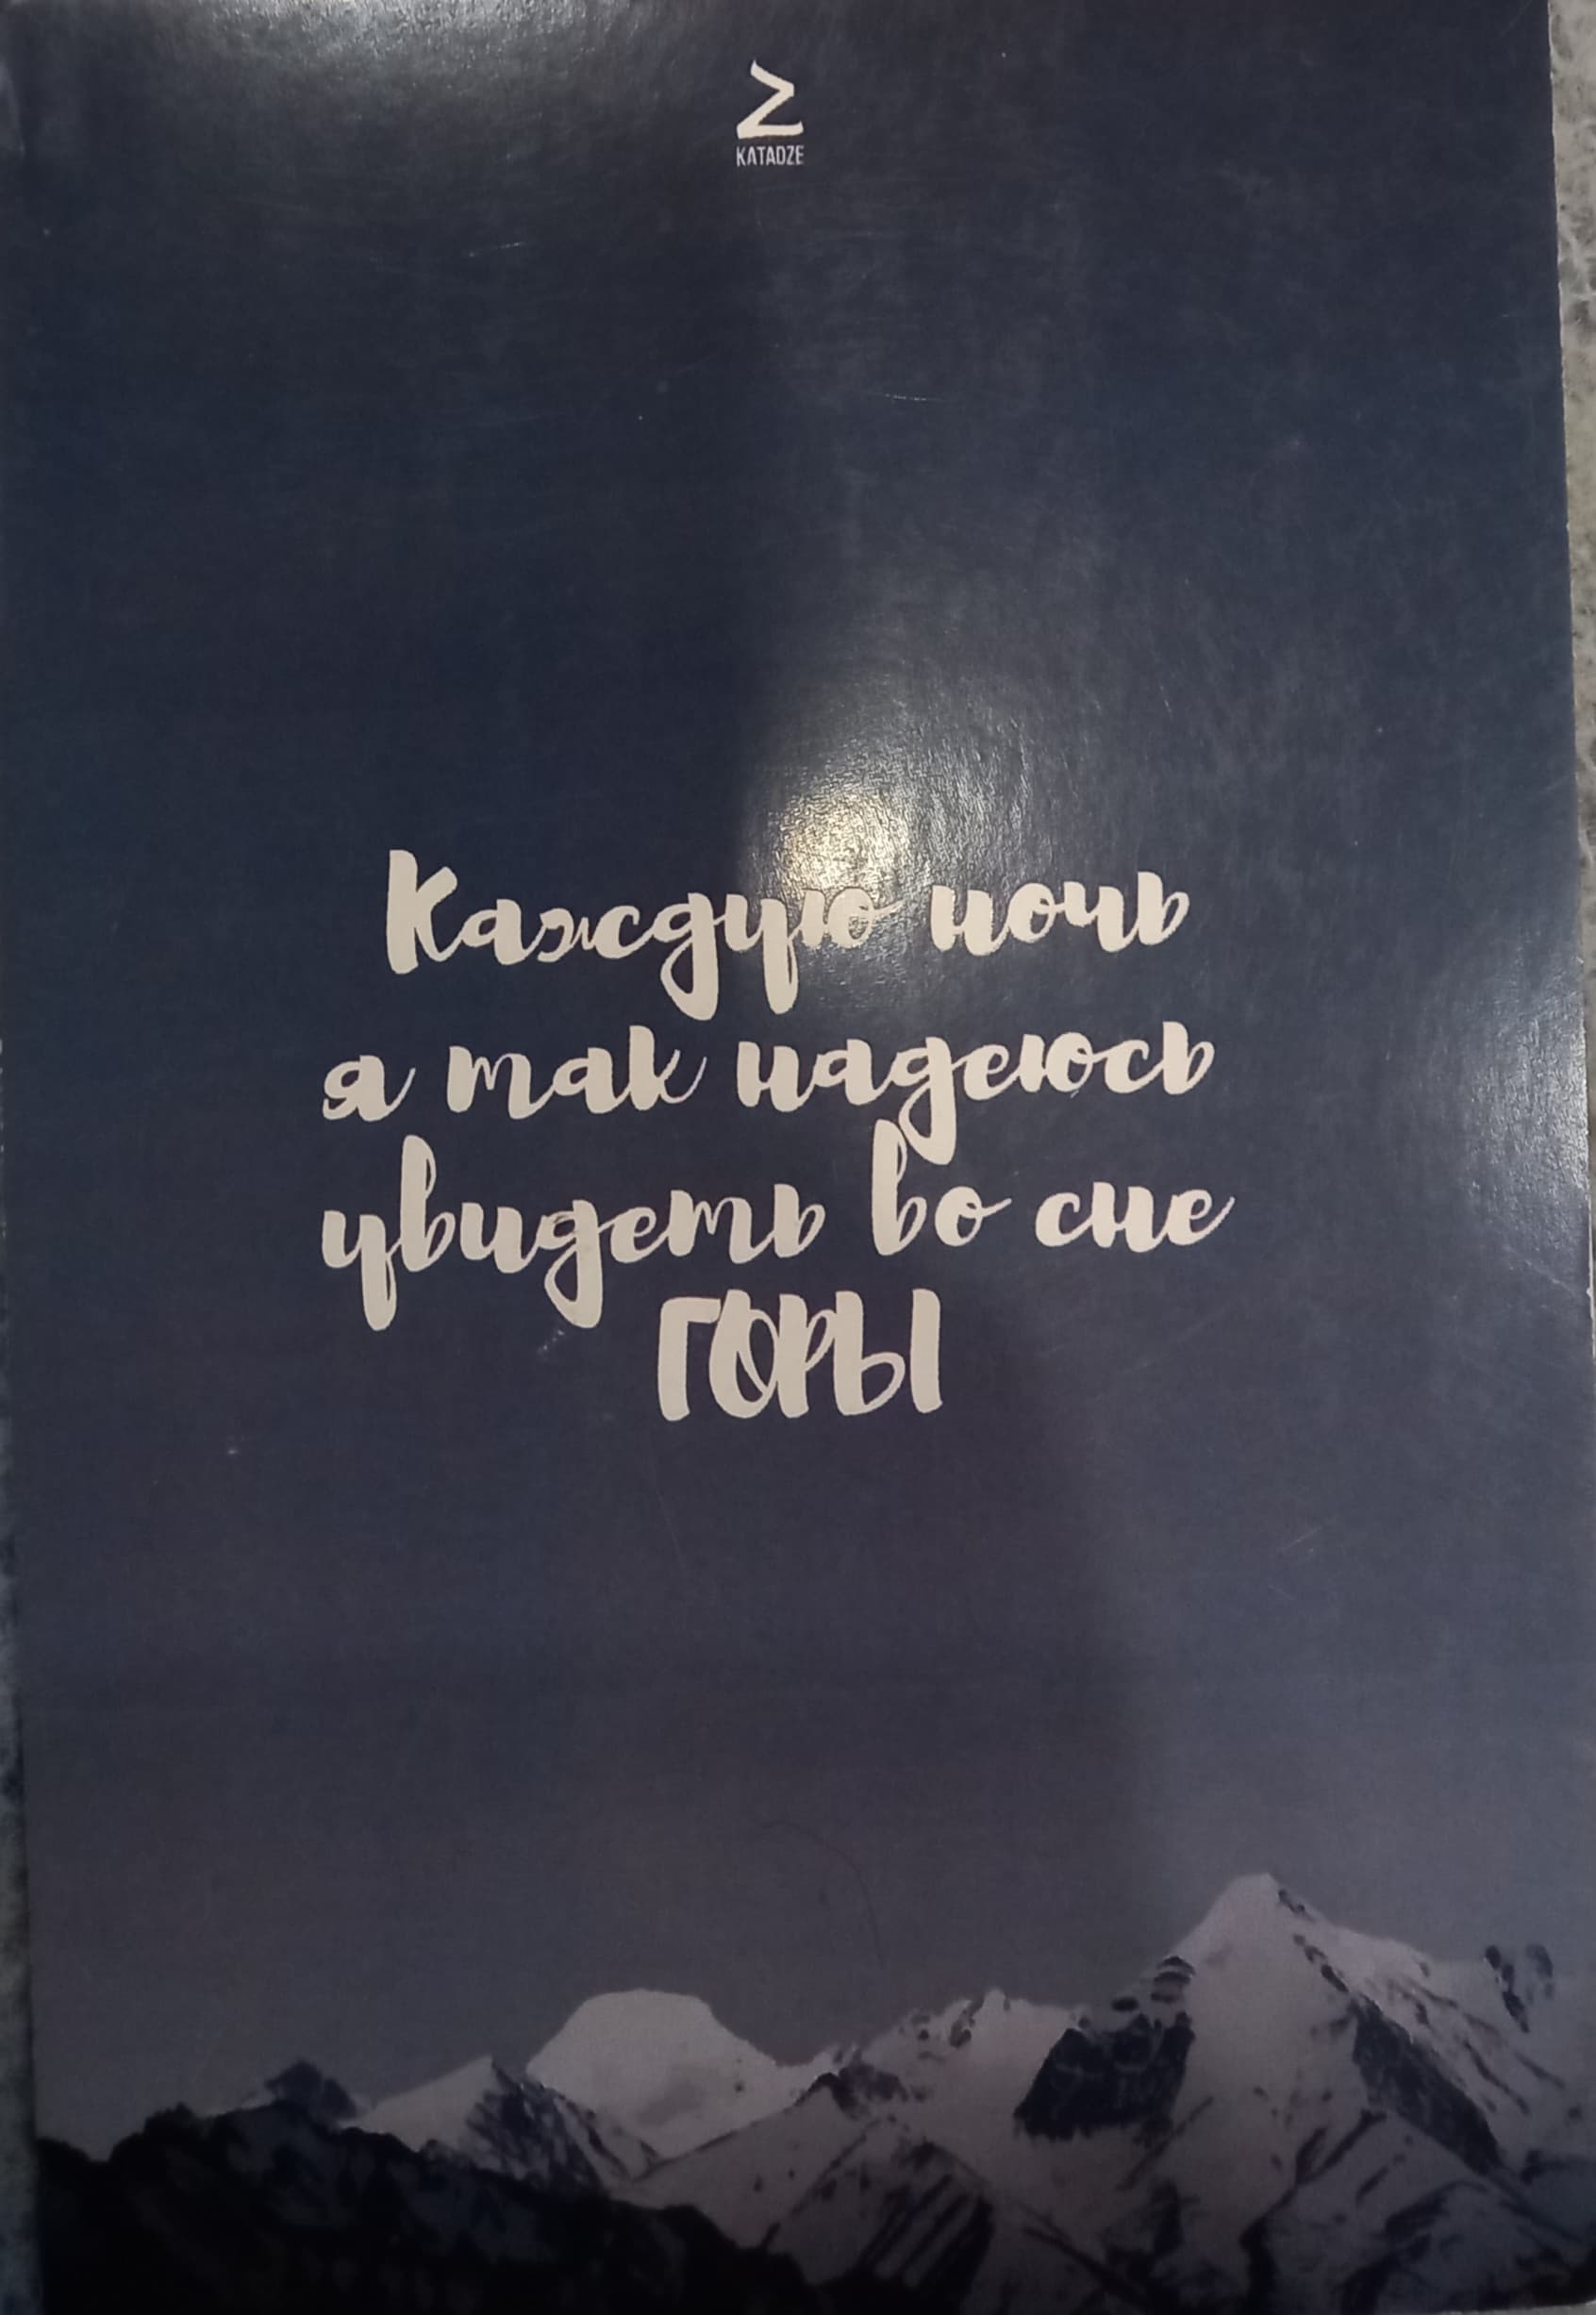 KATADZE
Каждую ночь
я так надеюсь
увидеть во сне
ГОРЫ